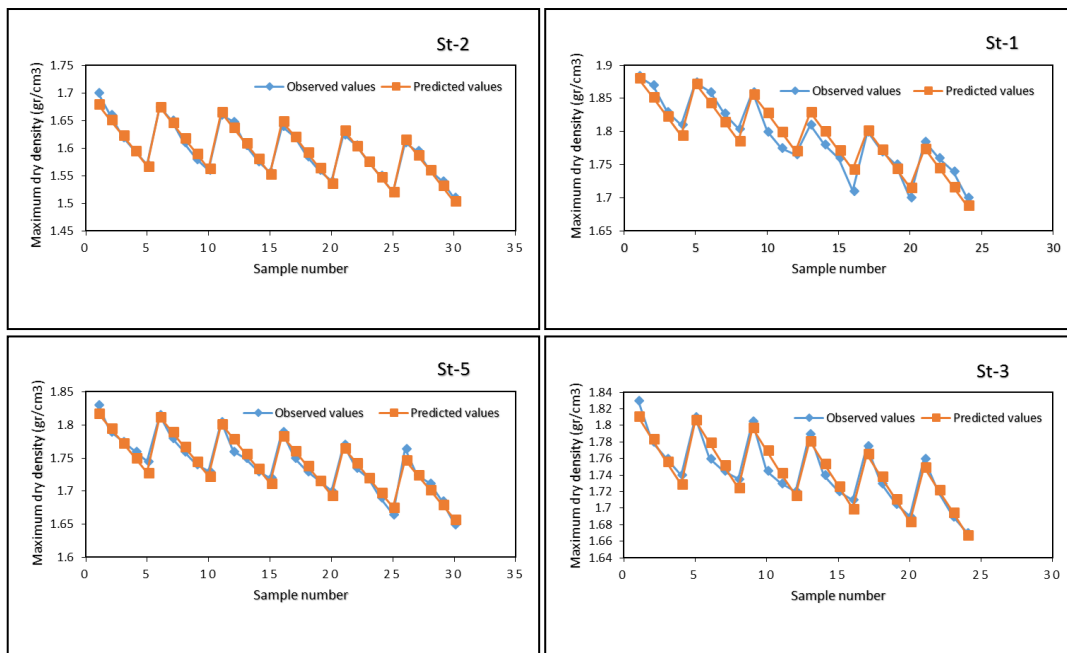 St-2
1.75
1.7
1.65
1.6
1.55
1.5
1.45
Maximum dry density (gr/cm3)
Observed values
Predicted values
0 5 10 15 20 25 30 35
Sample number
St-1
1.9
1.85
1.8
1.75
1.7
1.65
Maximum dry density (gr/cm3)
Observed values
Predicted values
0 5 10 15 20 25 30
Sample number
St-5
1.85
1.8
1.75
1.7
1.65
1.6
Maximum dry density (gr/cm3)
Observed values
Predicted values
0 5 10 15 20 25 30 35
Sample number
St-3
1.84
1.82
1.8
1.78
1.76
1.74
1.72
1.7
1.68
1.66
1.64
Maximum dry density (gr/cm3)
Observed values
Predicted values
0 5 10 15 20 25 30
Sample number